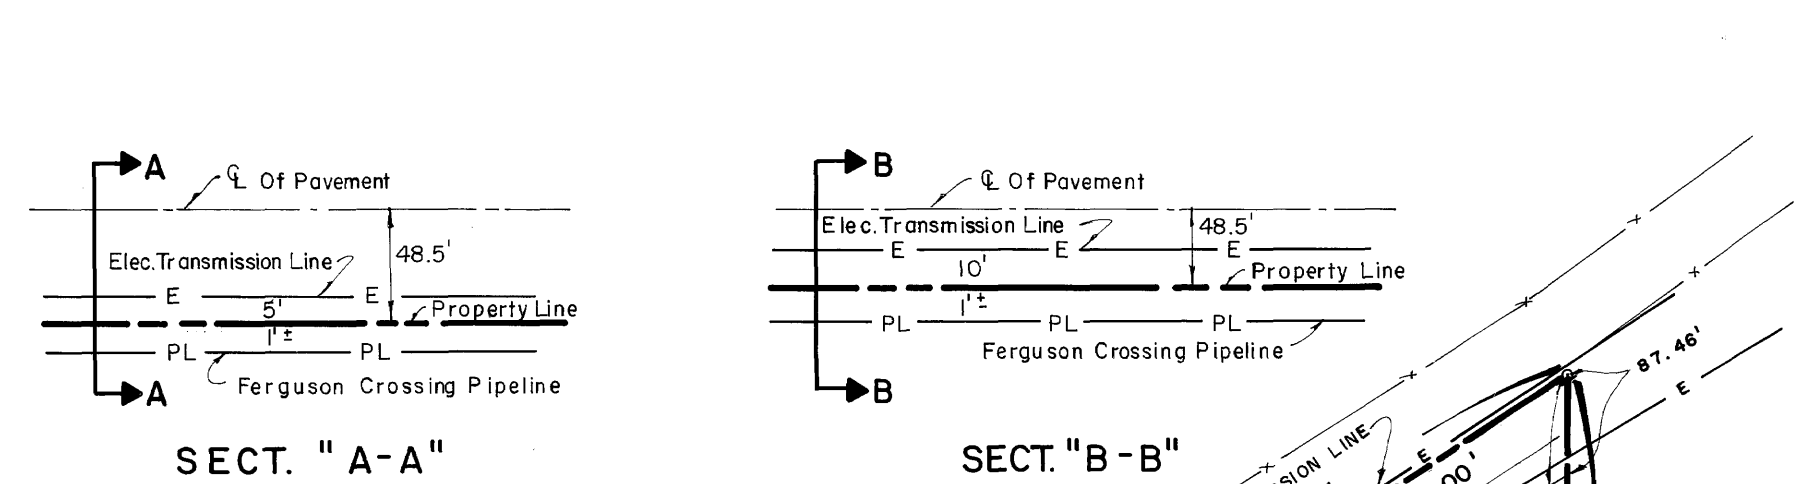 A
℄ Of Pavement
48.5'
Elec. Transmission Line
E E
5'
Property Line
1' ±
PL PL
Ferguson Crossing Pipeline
A
SECT. "A-A"
B
℄ Of Pavement
Elec. Transmission Line
48.5'
E E E
10'
Property Line
1' ±
PL PL PL
Ferguson Crossing Pipeline
B
SECT. "B-B"
87.46'
E
LINE
E